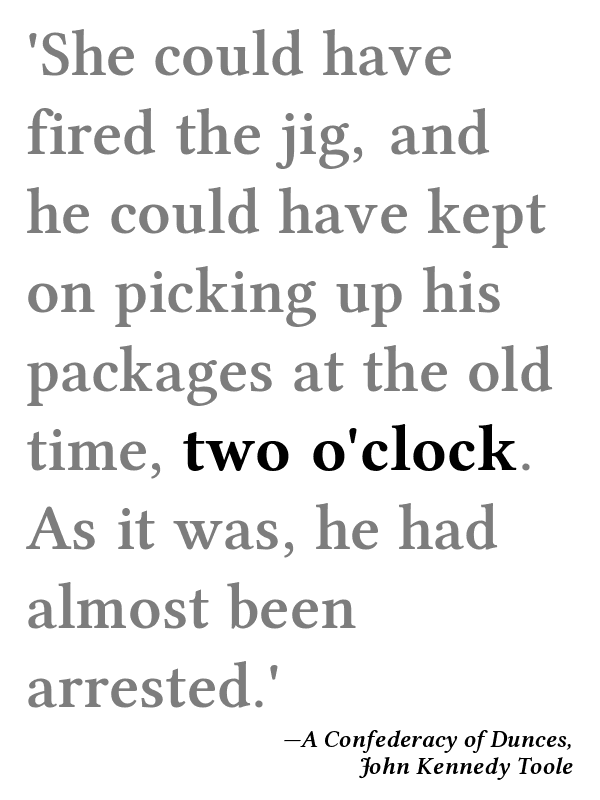 'She could have
fired the jig, and
he could have kept
on picking up his
packages at the old
time, two o'clock.
As it was, he had
almost been
arrested.'
—A Confederacy of Dunces,
John Kennedy Toole